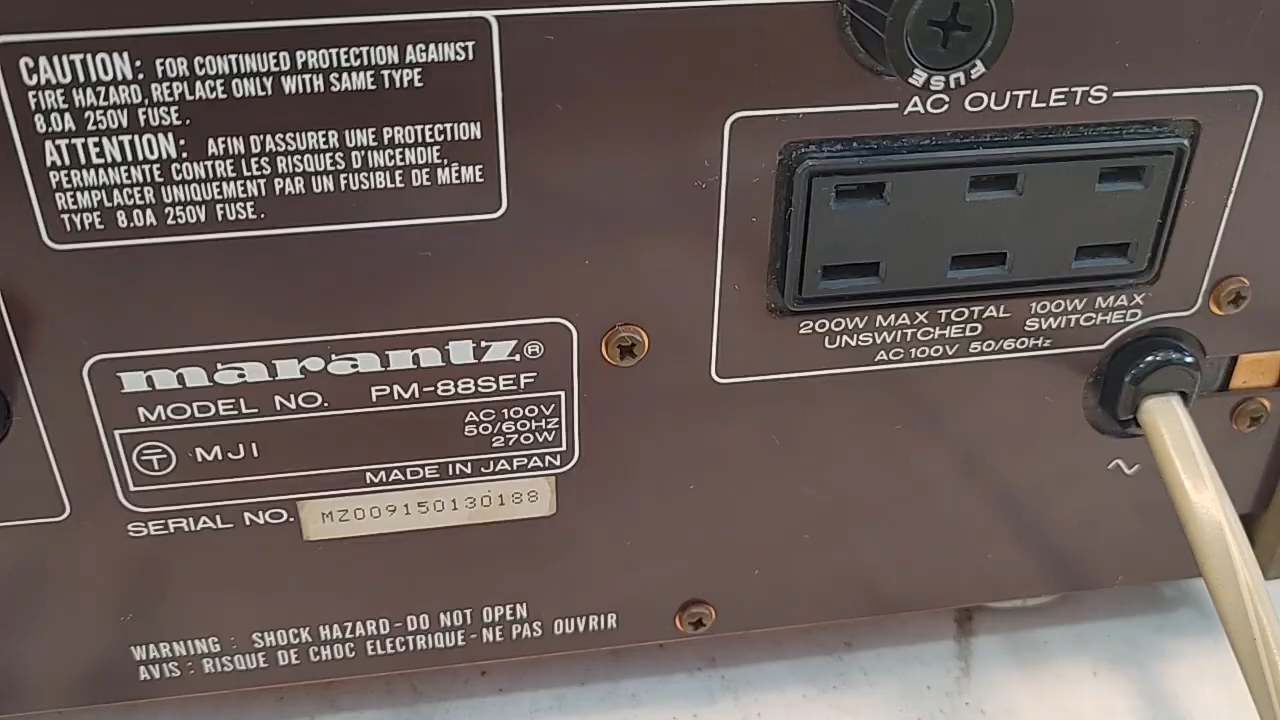 CAUTION: FOR CONTINUED PROTECTION AGAINST
FIRE HAZARD, REPLACE ONLY WITH SAME TYPE
8.0A 250V FUSE.
ATTENTION: AFIN D'ASSURER UNE PROTECTION
PERMANENTE CONTRE LES RISQUES D'INCENDIE,
REMPLACER UNIQUEMENT PAR UN FUSIBLE DE MÊME
TYPE 8.0A 250V FUSE.
FUSE
AC OUTLETS
200W MAX TOTAL
UNSWITCHED
100W MAX
SWITCHED
AC 100V 50/60Hz
marantz®
MODEL NO. PM-88SEF
MJI
AC 100V
50/60HZ
270W
MADE IN JAPAN
SERIAL NO. MZ009150130188
WARNING : SHOCK HAZARD-DO NOT OPEN
AVIS : RISQUE DE CHOC ELECTRIQUE-NE PAS OUVRIR